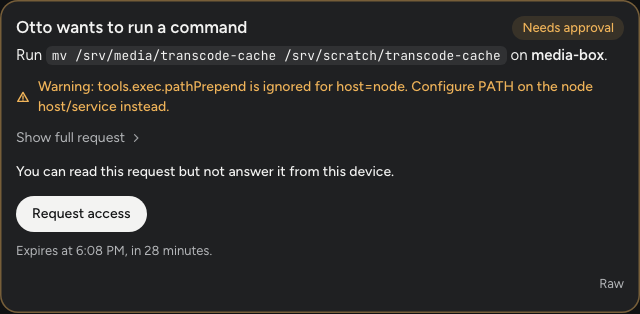 Otto wants to run a command
Needs approval
Run mv /srv/media/transcode-cache /srv/scratch/transcode-cache on media-box.
Warning: tools.exec.pathPrepend is ignored for host=node. Configure PATH on the node
host/service instead.
Show full request
You can read this request but not answer it from this device.
Request access
Expires at 6:08 PM, in 28 minutes.
Raw